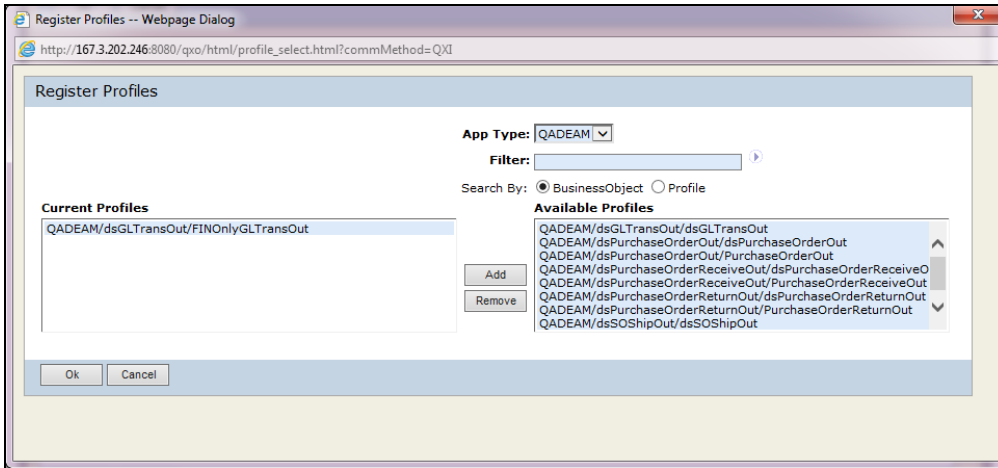 Register Profiles -- Webpage Dialog
http://167.3.202.246:8080/qxo/html/profile_select.html?commMethod=QXI
Register Profiles
App Type: QADEAM
Filter:
Search By: BusinessObject Profile
Current Profiles
QADEAM/dsGLTransOut/FINOnlyGLTransOut
Add
Remove
Available Profiles
QADEAM/dsGLTransOut/dsGLTransOut
QADEAM/dsPurchaseOrderOut/dsPurchaseOrderOut
QADEAM/dsPurchaseOrderOut/PurchaseOrderOut
QADEAM/dsPurchaseOrderReceiveOut/dsPurchaseOrderReceiveO
QADEAM/dsPurchaseOrderReceiveOut/PurchaseOrderReceiveOut
QADEAM/dsPurchaseOrderReturnOut/dsPurchaseOrderReturnOut
QADEAM/dsPurchaseOrderReturnOut/PurchaseOrderReturnOut
QADEAM/dsSOShipOut/dsSOShipOut
Ok
Cancel